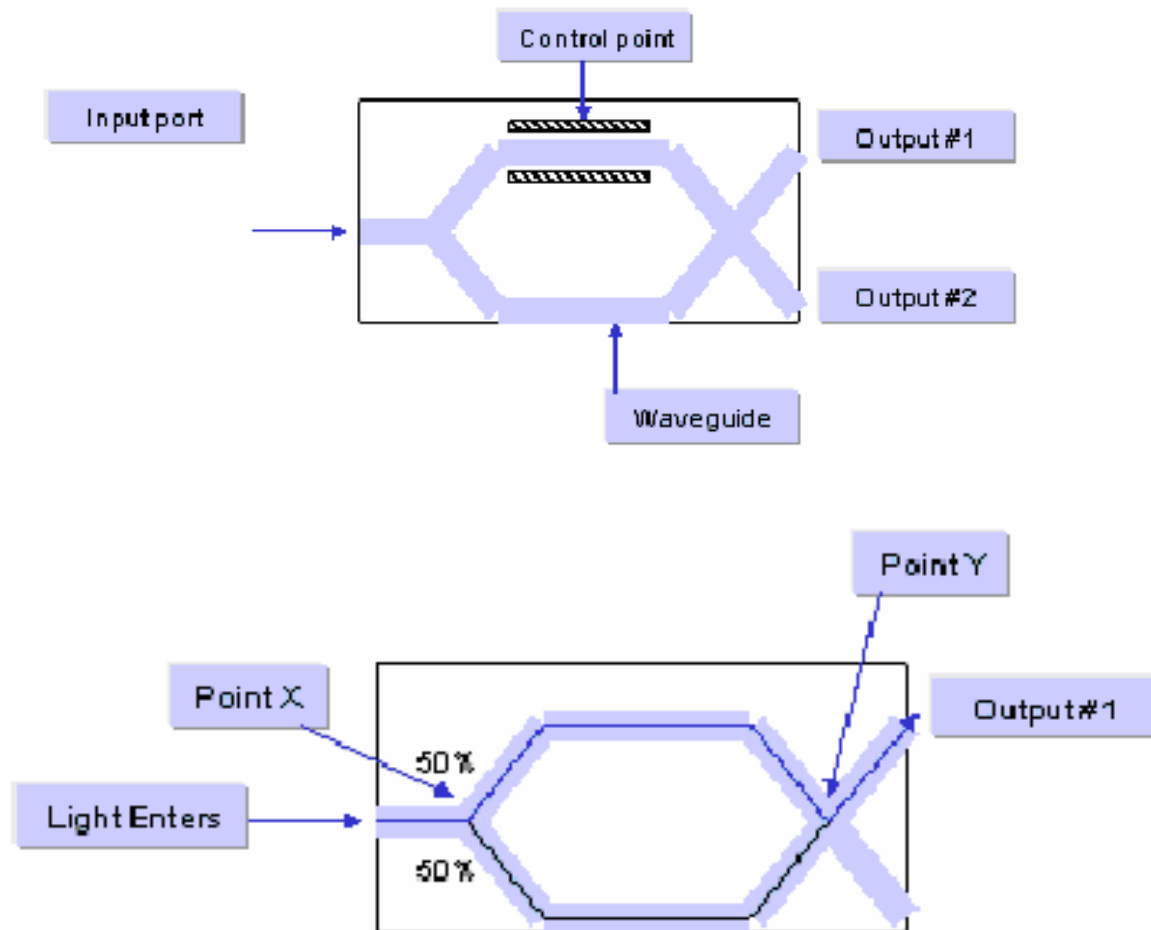 Control point
Input port
Output #1
Output #2
Waveguide
Point Y
Point X
Output #1
50%
Light Enters
50%